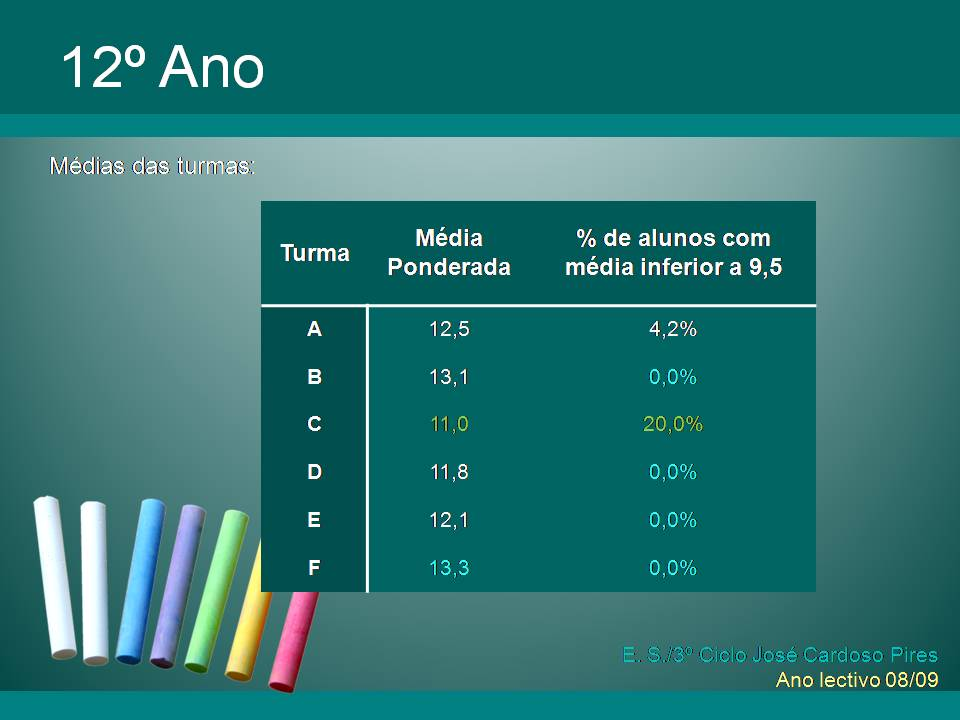 12º Ano
Médias das turmas:
Turma
Média
Ponderada
% de alunos com
média inferior a 9,5
A 12,5 4,2%
B 13,1 0,0%
C 11,0 20,0%
D 11,8 0,0%
E 12,1 0,0%
F 13,3 0,0%
E. S./3º Ciclo José Cardoso Pires
Ano lectivo 08/09